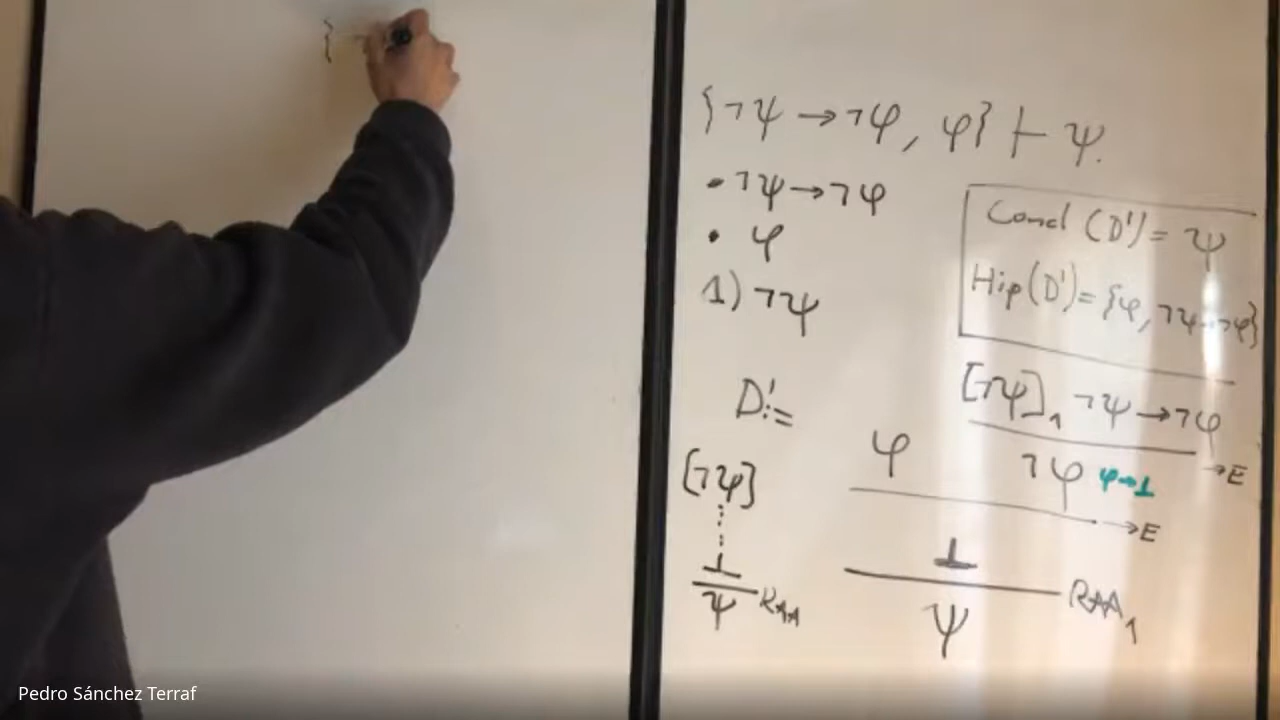 {
{¬ψ → ¬φ, φ} ⊢ ψ.
• ¬ψ → ¬φ
• φ
1) ¬ψ
Concl (D') = ψ
Hip(D') = {φ, ¬ψ→¬φ}
D' :=
[¬ψ]₁ ¬ψ → ¬φ
→E
φ ¬φ φ→⊥
→E
⊥
RAA₁
ψ
[¬ψ]
⋮
⊥
RAA
ψ
Pedro Sánchez Terraf